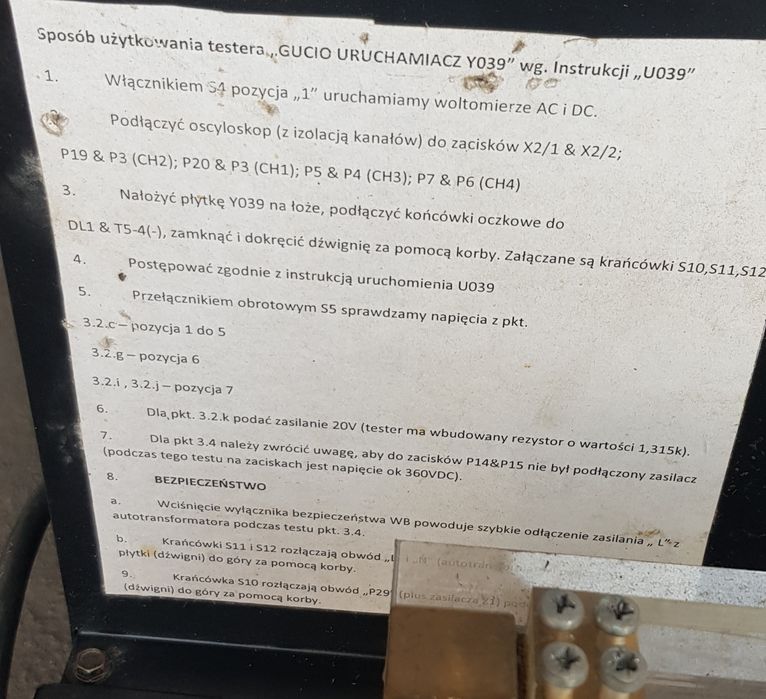 Sposób użytkowania testera „GUCIO URUCHAMIACZ Y039” wg. Instrukcji „U039”
1. Włącznikiem S4 pozycja „1” uruchamiamy woltomierze AC i DC.
Podłączyć oscyloskop (z izolacją kanałów) do zacisków X2/1 & X2/2;
P19 & P3 (CH2); P20 & P3 (CH1); P5 & P4 (CH3); P7 & P6 (CH4)
3. Nałożyć płytkę Y039 na łoże, podłączyć końcówki oczkowe do
DL1 & T5-4(-), zamknąć i dokręcić dźwignię za pomocą korby. Załączane są krańcówki S10,S11,S12
4. Postępować zgodnie z instrukcją uruchomienia U039
5. Przełącznikiem obrotowym S5 sprawdzamy napięcia z pkt.
3.2.c – pozycja 1 do 5
3.2.g – pozycja 6
3.2.i , 3.2.j – pozycja 7
6. Dla pkt. 3.2.k podać zasilanie 20V (tester ma wbudowany rezystor o wartości 1,315k).
7. Dla pkt 3.4 należy zwrócić uwagę, aby do zacisków P14&P15 nie był podłączony zasilacz
(podczas tego testu na zaciskach jest napięcie ok 360VDC).
8. BEZPIECZEŃSTWO
a. Wciśnięcie wyłącznika bezpieczeństwa WB powoduje szybkie odłączenie zasilania „ L” z
autotransformatora podczas testu pkt. 3.4.
b. Krańcówki S11 i S12 rozłączają obwód „L i „N” (autotran
płytki (dźwigni) do góry za pomocą korby.
9. Krańcówka S10 rozłączają obwód „P29” (plus zasilacza Z1) pod
(dźwigni) do góry za pomocą korby.